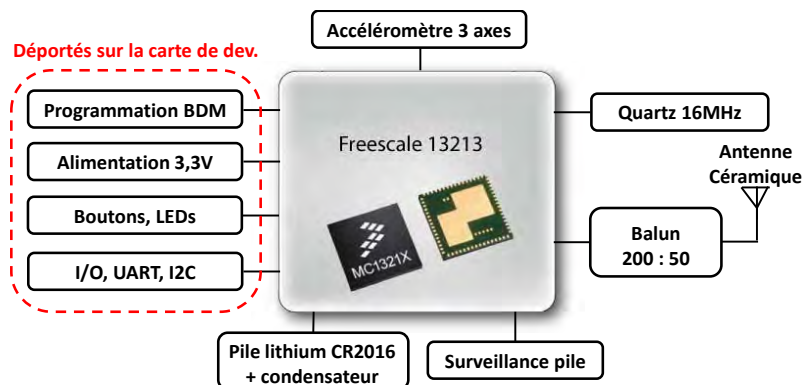 Accéléromètre 3 axes
Déportés sur la carte de dev.
Programmation BDM
Alimentation 3,3V
Boutons, LEDs
I/O, UART, I2C
Freescale 13213
MC1321X
Quartz 16MHz
Antenne
Céramique
Balun
200 : 50
Pile lithium CR2016
+ condensateur
Surveillance pile